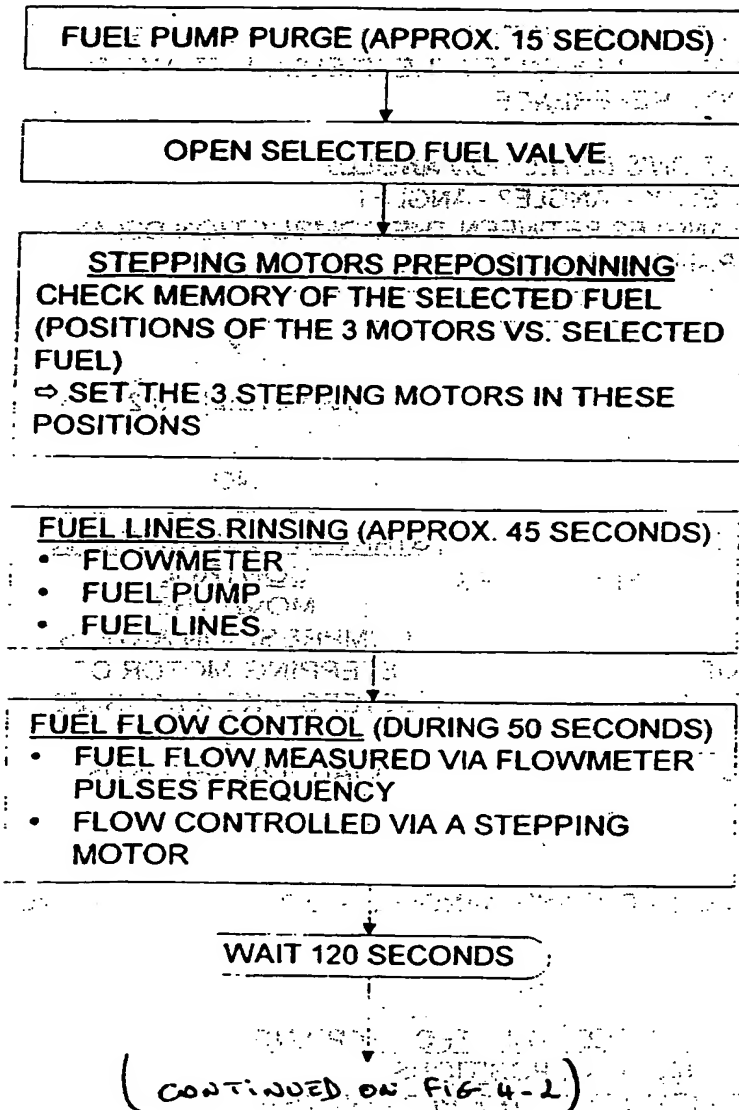 FUEL PUMP PURGE (APPROX. 15 SECONDS)
OPEN SELECTED FUEL VALVE
STEPPING MOTORS PREPOSITIONNING
CHECK MEMORY OF THE SELECTED FUEL
(POSITIONS OF THE 3 MOTORS VS. SELECTED
FUEL)
⇨ SET THE 3 STEPPING MOTORS IN THESE
POSITIONS
FUEL LINES RINSING (APPROX. 45 SECONDS)
• FLOWMETER
• FUEL PUMP
• FUEL LINES
FUEL FLOW CONTROL (DURING 50 SECONDS)
• FUEL FLOW MEASURED VIA FLOWMETER
PULSES FREQUENCY
• FLOW CONTROLLED VIA A STEPPING
MOTOR
WAIT 120 SECONDS
(CONTINUED ON FIG 4-2)